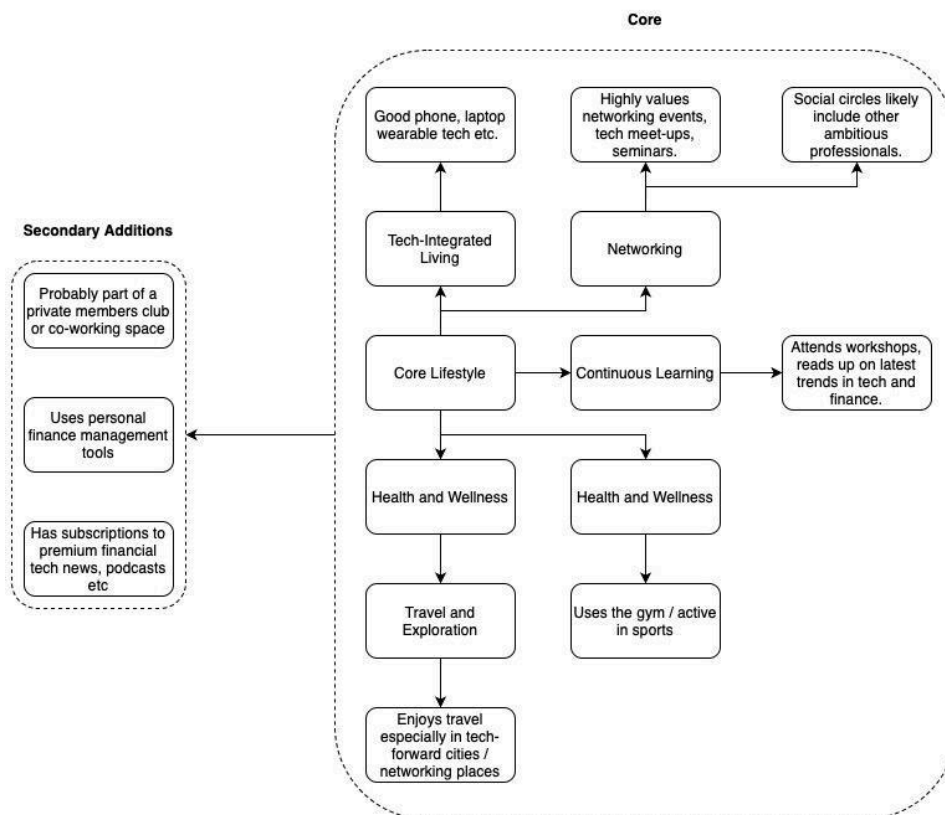 Core
Good phone, laptop
wearable tech etc.
Highly values
networking events,
tech meet-ups,
seminars.
Social circles likely
include other
ambitious
professionals.
Secondary Additions
Tech-Integrated
Living
Networking
Probably part of a
private members club
or co-working space
Core Lifestyle
Continuous Learning
Attends workshops,
reads up on latest
trends in tech and
finance.
Uses personal
finance management
tools
Health and Wellness
Health and Wellness
Has subscriptions to
premium financial
tech news, podcasts
etc
Travel and
Exploration
Uses the gym / active
in sports
Enjoys travel
especially in tech-
forward cities /
networking places